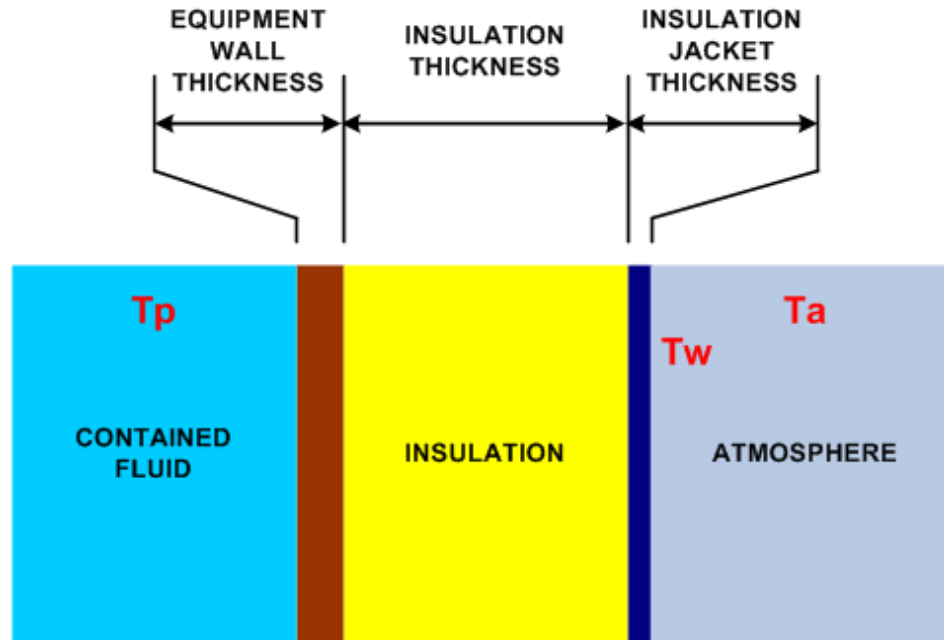 EQUIPMENT
WALL
THICKNESS
INSULATION
THICKNESS
INSULATION
JACKET
THICKNESS
Tp
Ta
Tw
CONTAINED
FLUID
INSULATION
ATMOSPHERE